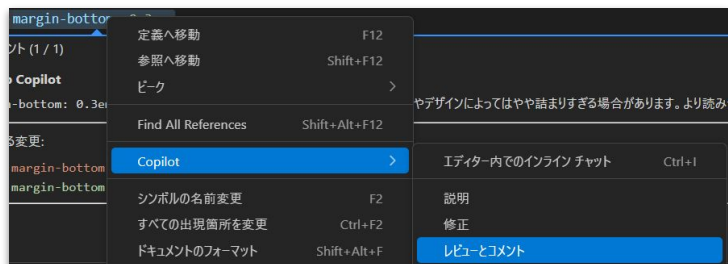 margin-botto
ント (1 / 1)
Copilot
-bottom: 0.3e
やデザインによってはやや詰まりすぎる場合があります。より読み
変更:
margin-bottom
margin-bottom
定義へ移動 F12
参照へ移動 Shift+F12
ピーク
Find All References Shift+Alt+F12
Copilot
シンボルの名前変更 F2
すべての出現箇所を変更 Ctrl+F2
ドキュメントのフォーマット Shift+Alt+F
エディター内でのインライン チャット Ctrl+I
説明
修正
レビューとコメント